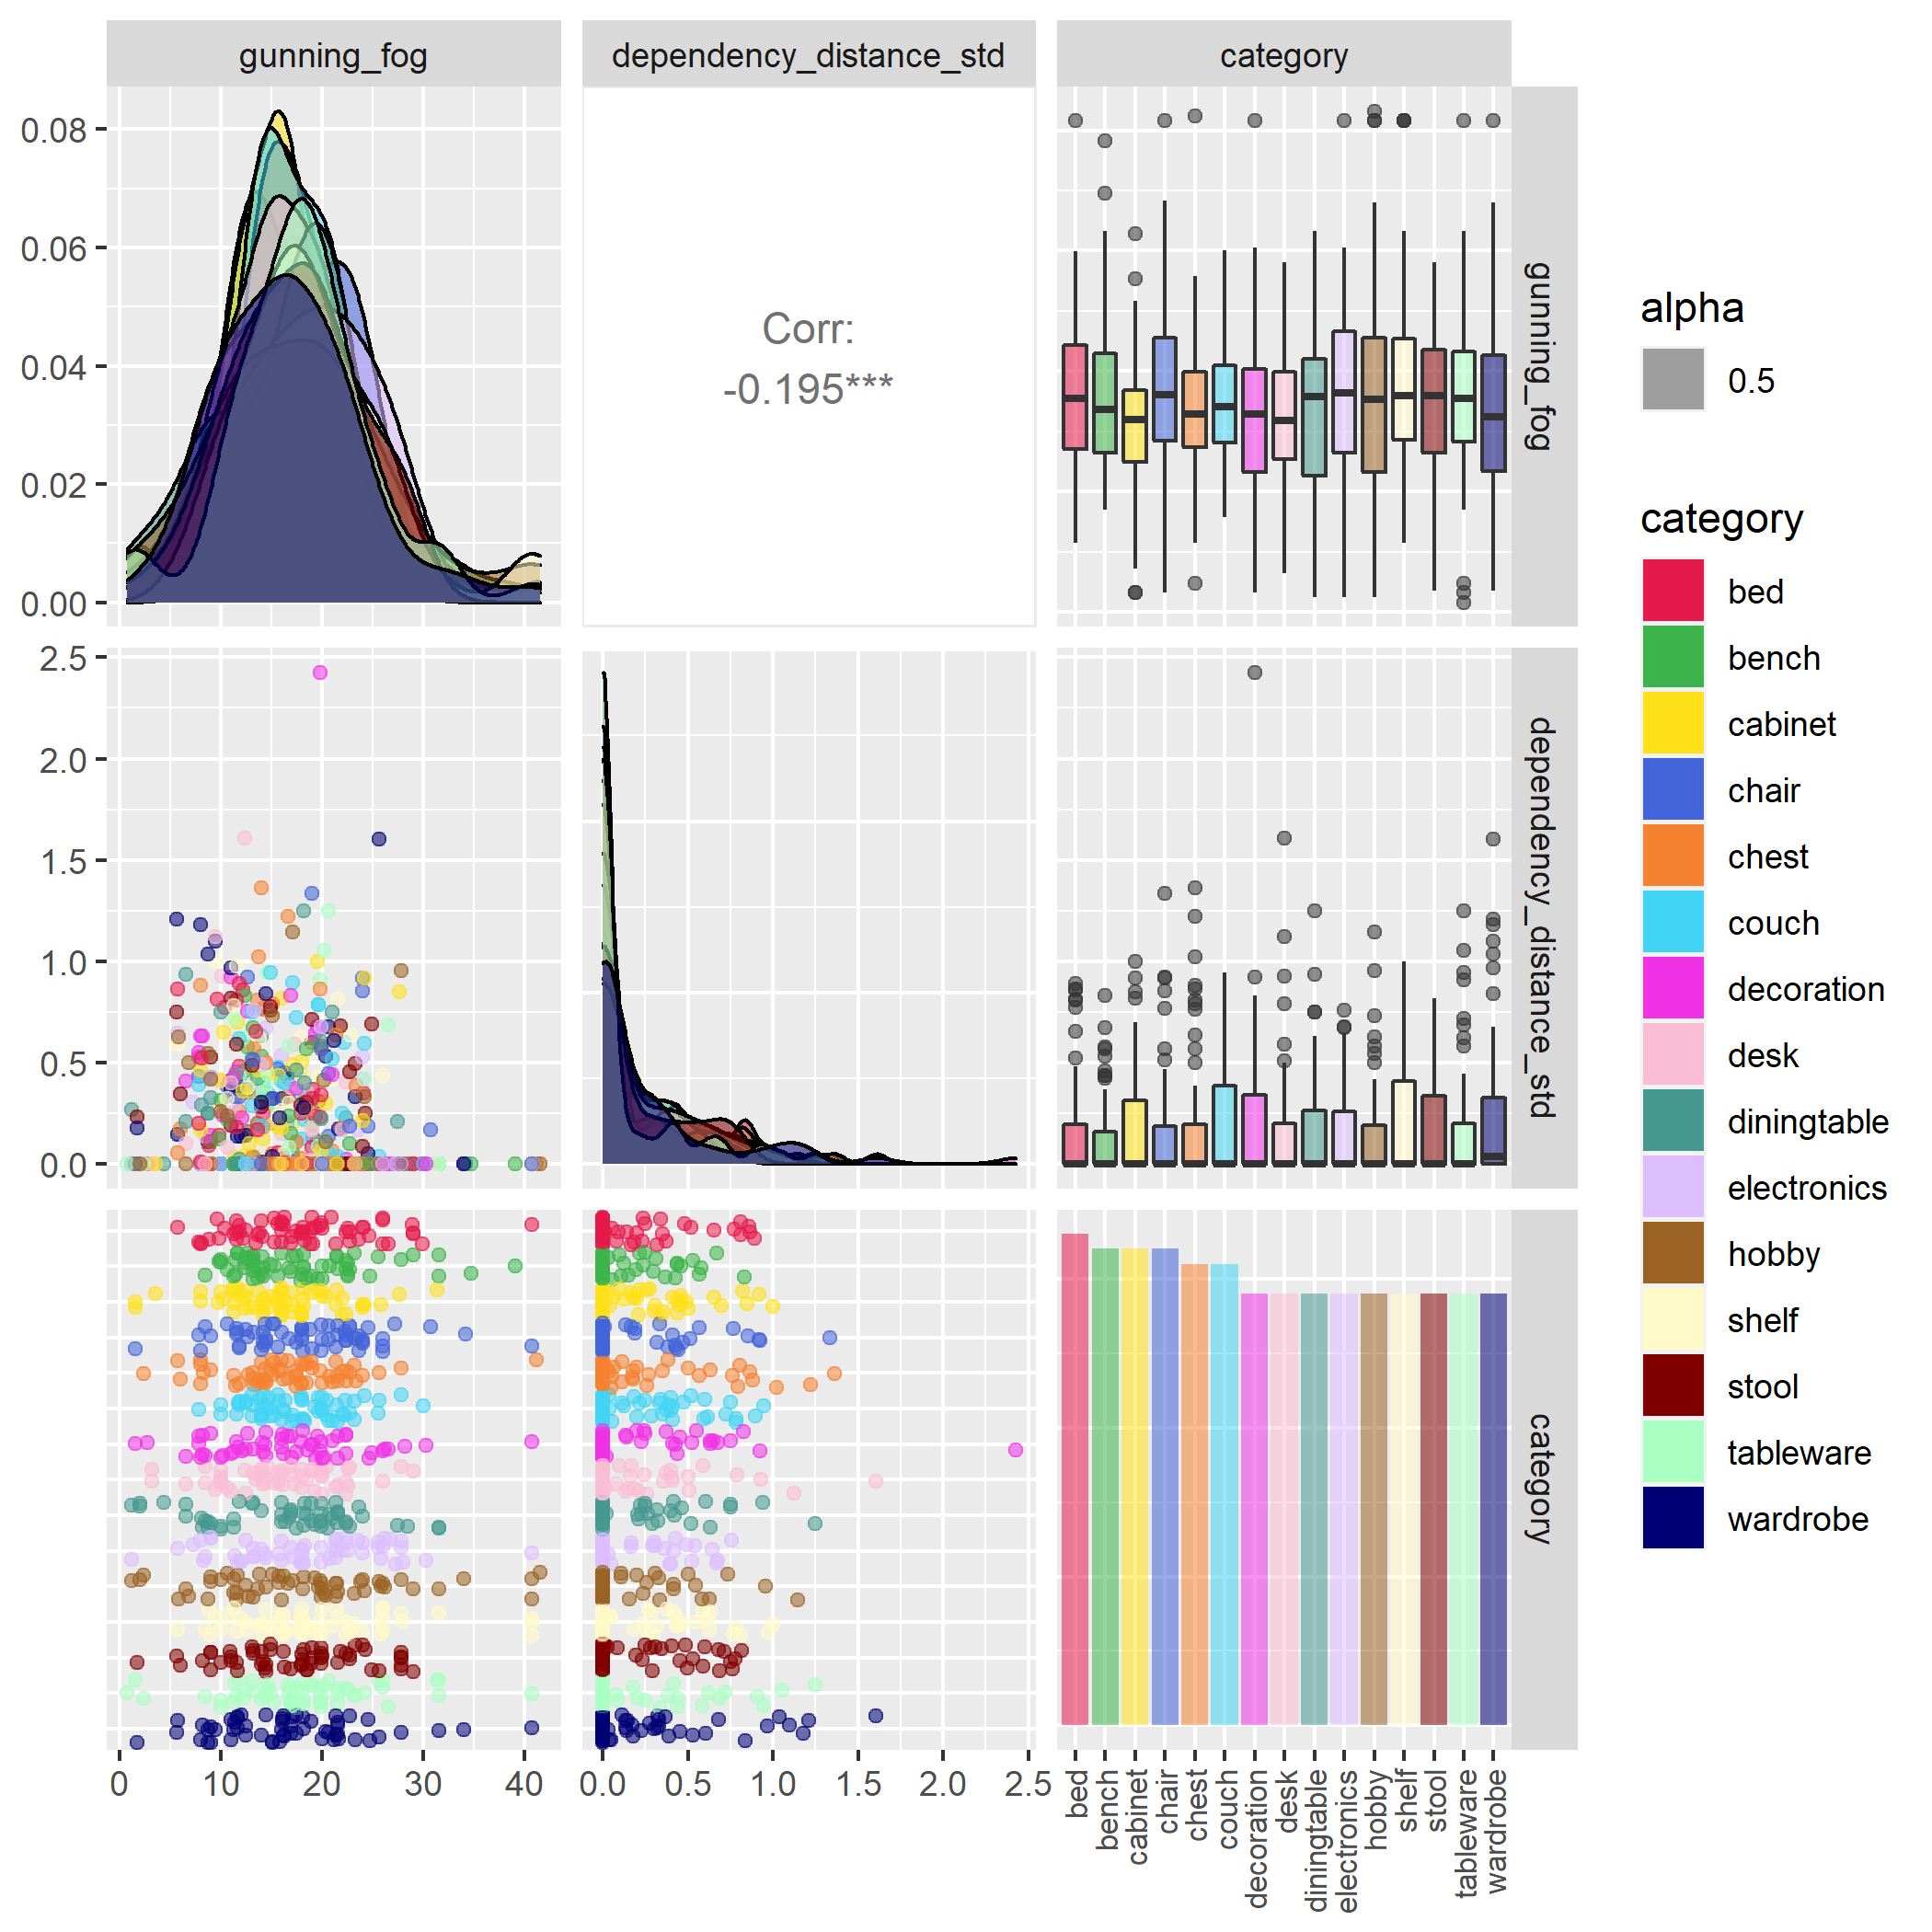 gunning_fog
dependency_distance_std
category
0.08
0.06
0.04
0.02
0.00
Corr:
-0.195***
gunning_fog
2.5
2.0
1.5
1.0
0.5
0.0
dependency_distance_std
category
0
10
20
30
40
0.0
0.5
1.0
1.5
2.0
2.5
bed
bench
cabinet
chair
chest
couch
decoration
desk
diningtable
electronics
hobby
shelf
stool
tableware
wardrobe
alpha
0.5
category
bed
bench
cabinet
chair
chest
couch
decoration
desk
diningtable
electronics
hobby
shelf
stool
tableware
wardrobe